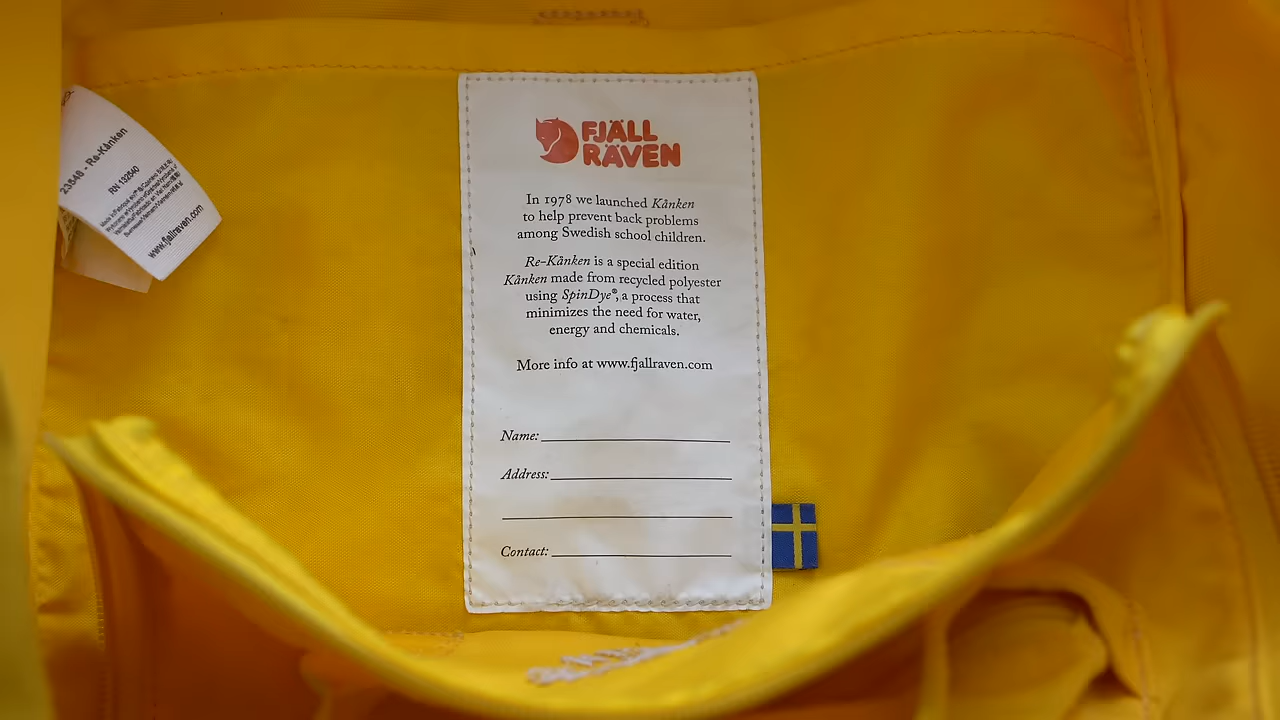 23548 - Re-Kånken
RN 132640
www.fjallraven.com
FJÄLL
RÄVEN
In 1978 we launched Kånken
to help prevent back problems
among Swedish school children.
Re-Kånken is a special edition
Kånken made from recycled polyester
using SpinDye®, a process that
minimizes the need for water,
energy and chemicals.
More info at www.fjallraven.com
Name:
Address:
Contact: